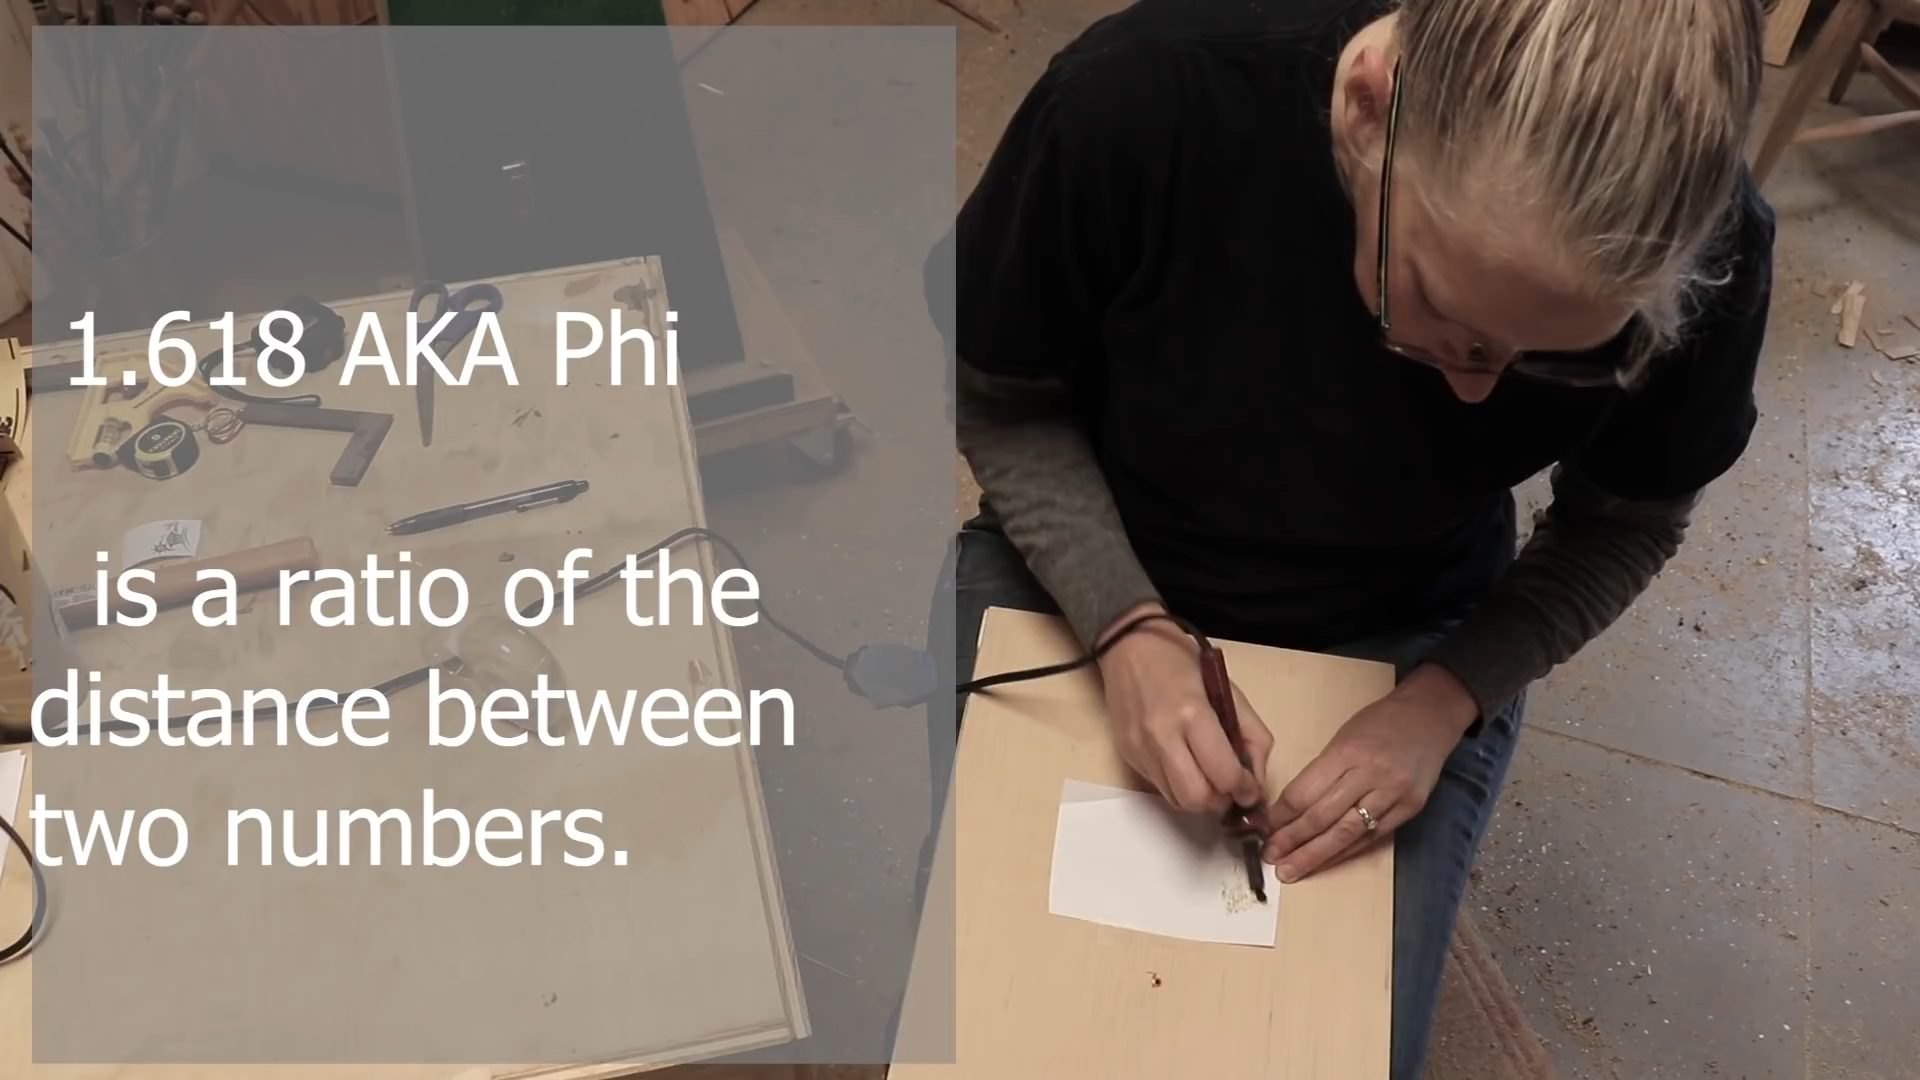 1.618 AKA Phi
is a ratio of the
distance between
two numbers.